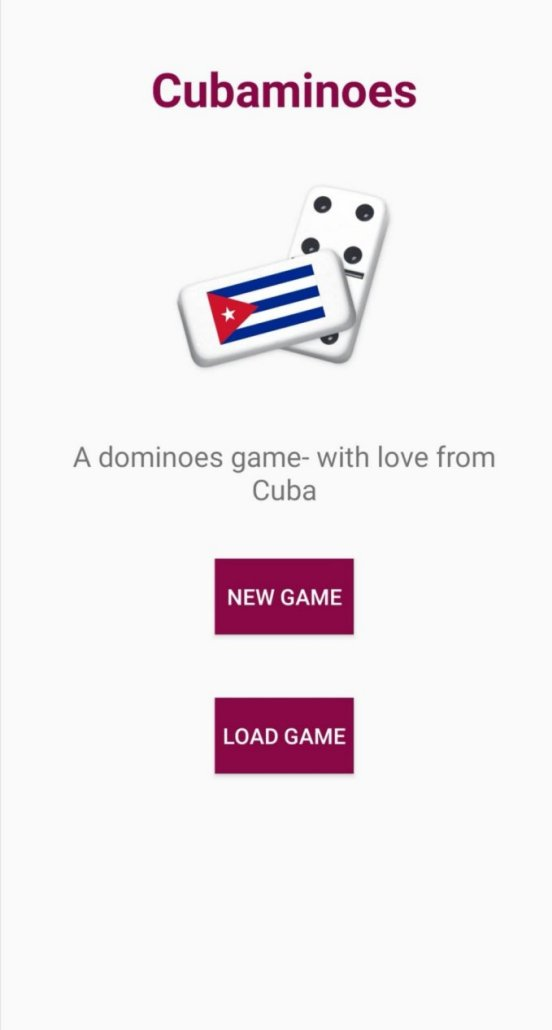 Cubaminoes
A dominoes game- with love from
Cuba
NEW GAME
LOAD GAME